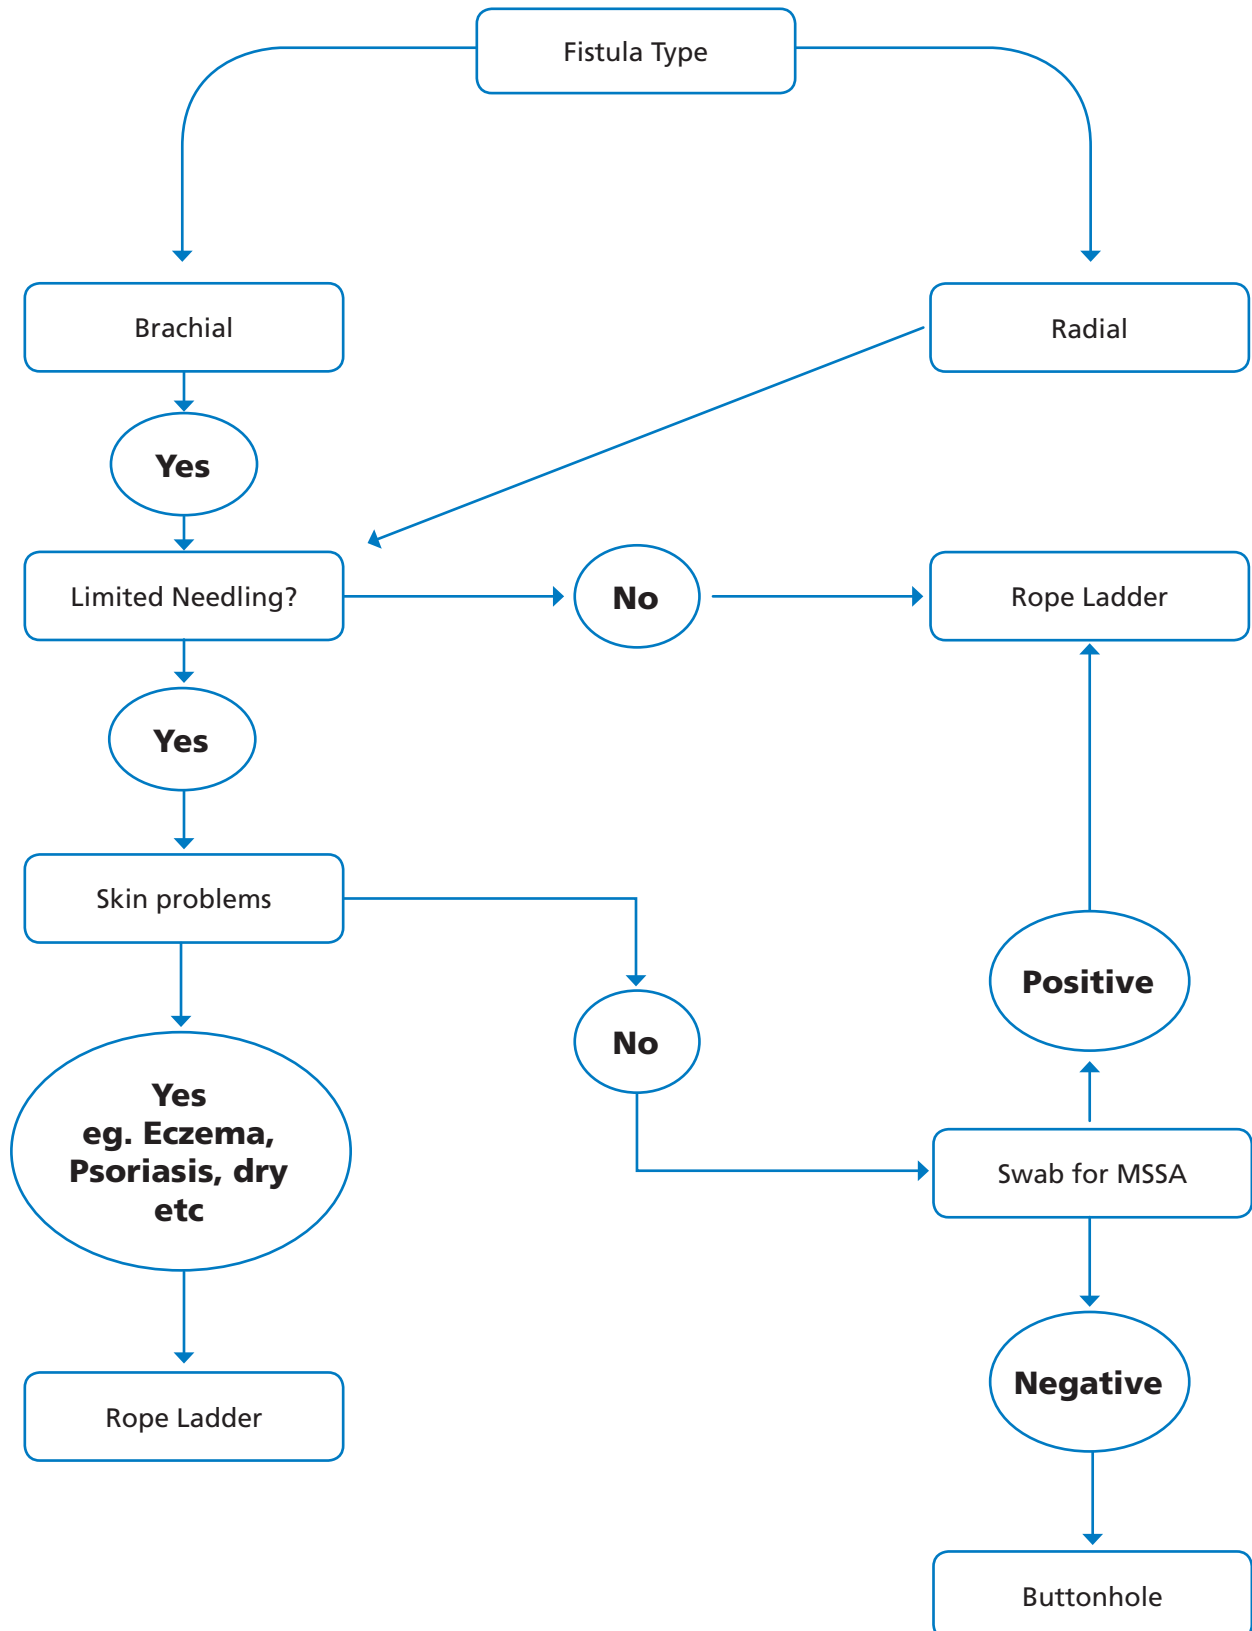 Fistula Type
Brachial
Radial
Yes
Limited Needling?
No
Rope Ladder
Yes
Skin problems
Positive
No
Yes
eg. Eczema,
Psoriasis, dry
etc
Swab for MSSA
Negative
Rope Ladder
Buttonhole